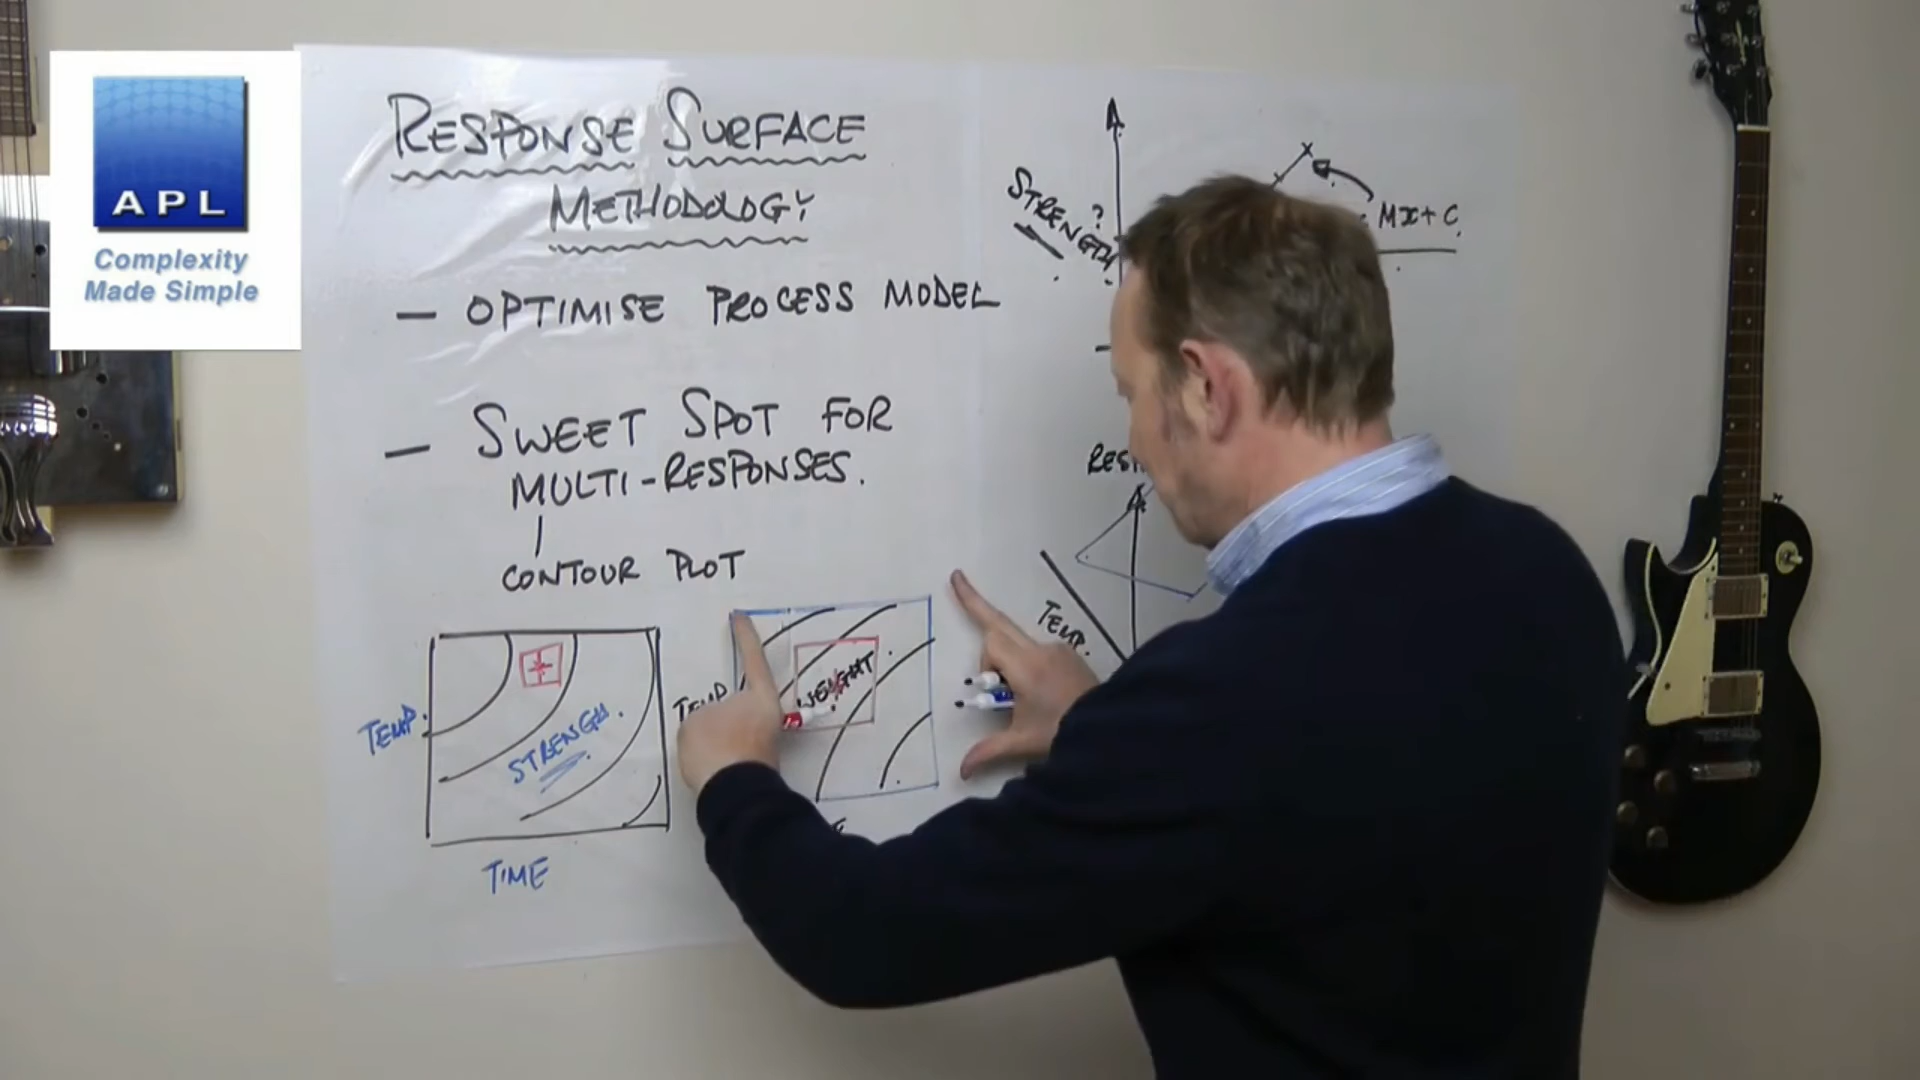 APL
Complexity
Made Simple
RESPONSE SURFACE
METHODOLOGY
- OPTIMISE PROCESS MODEL
- SWEET SPOT FOR
MULTI-RESPONSES.
CONTOUR PLOT
TEMP.
STRENGTH.
TIME
TEMP
WEIGHT
STRENGTH
?
Mx + C.
TEMP.